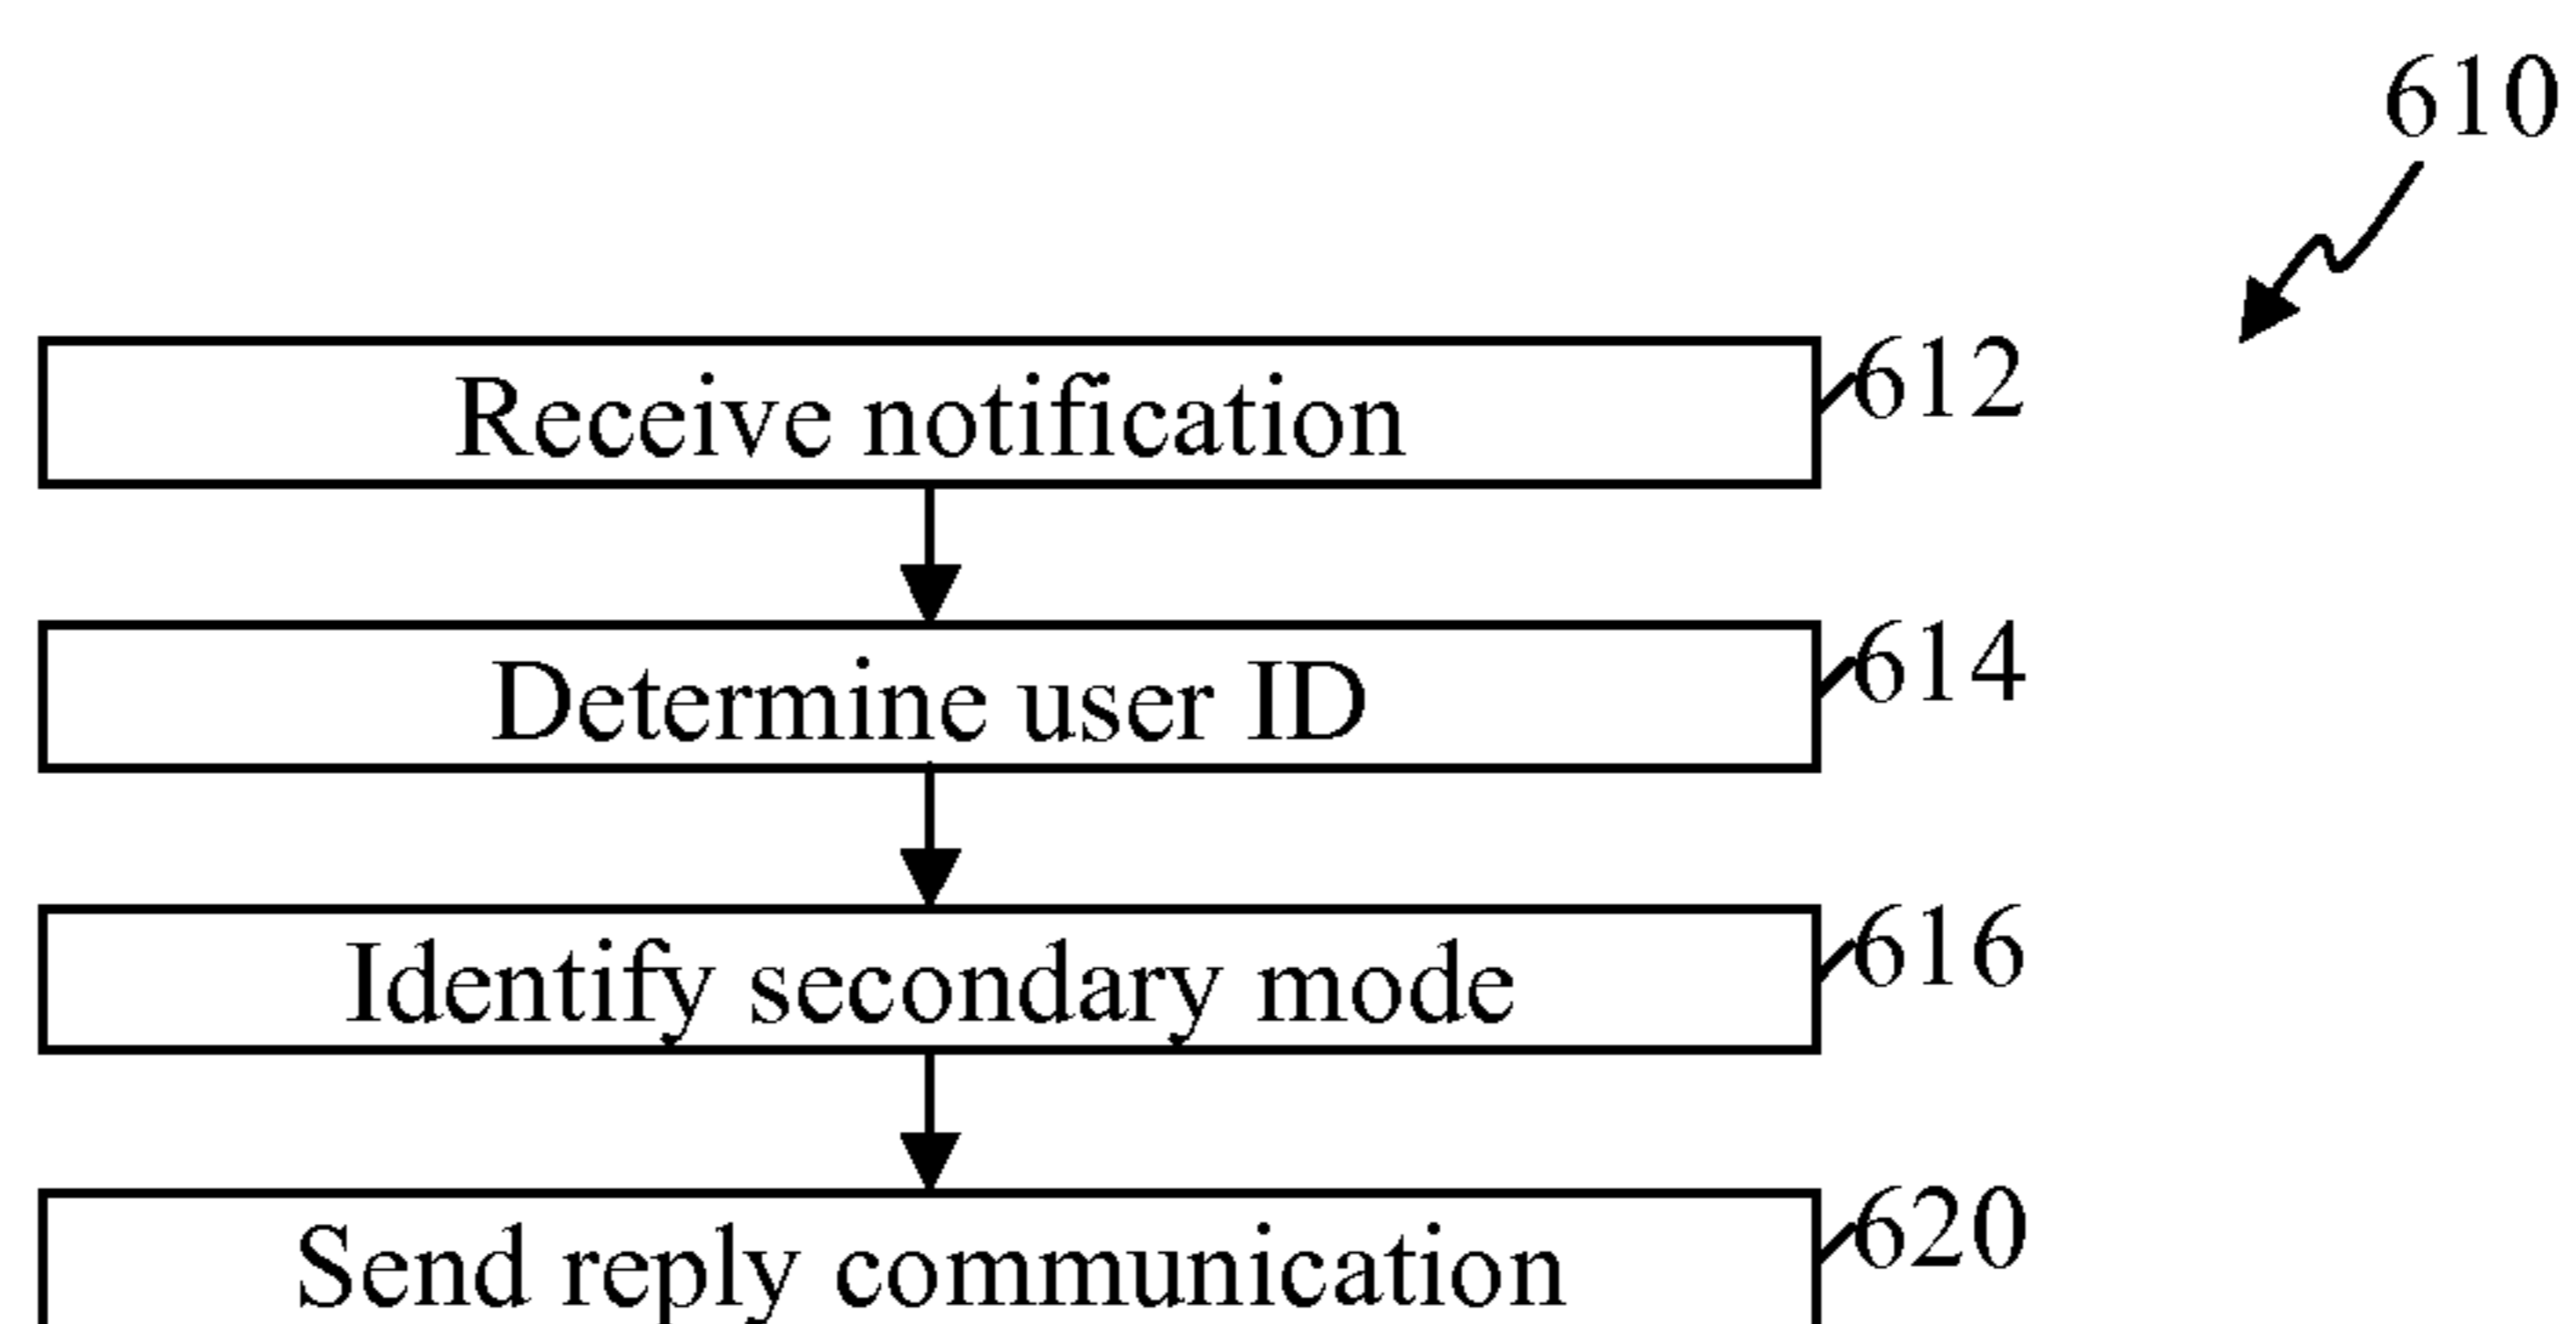 610
Receive notification 612
Determine user ID 614
Identify secondary mode 616
Send reply communication 620